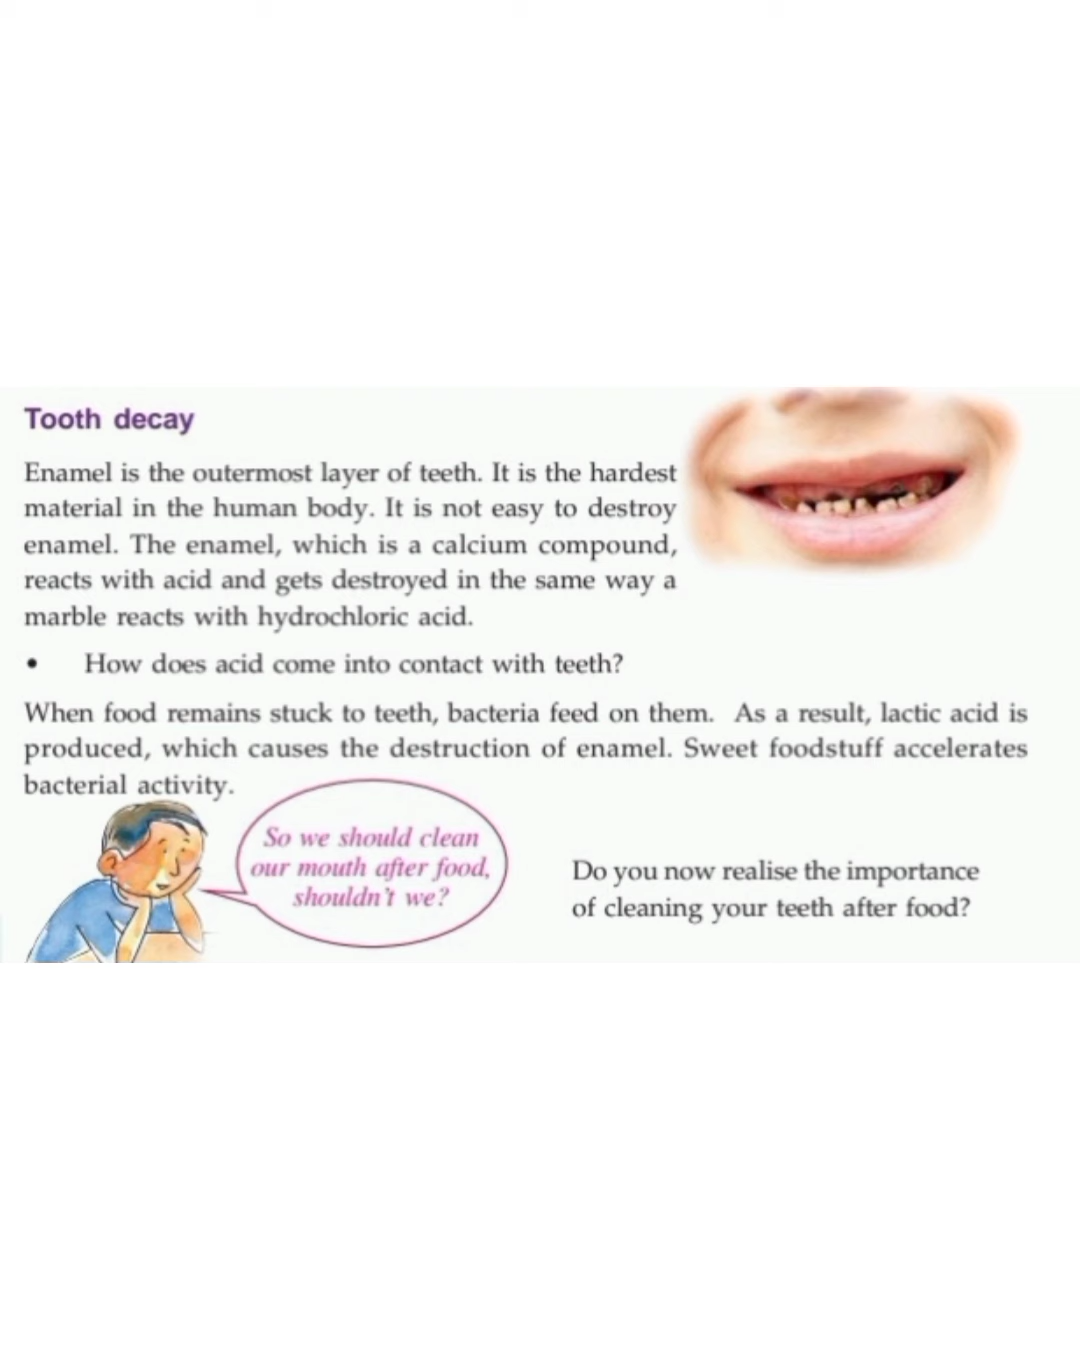 Tooth decay
Enamel is the outermost layer of teeth. It is the hardest
material in the human body. It is not easy to destroy
enamel. The enamel, which is a calcium compound,
reacts with acid and gets destroyed in the same way a
marble reacts with hydrochloric acid.
• How does acid come into contact with teeth?
When food remains stuck to teeth, bacteria feed on them. As a result, lactic acid is
produced, which causes the destruction of enamel. Sweet foodstuff accelerates
bacterial activity.
So we should clean
our mouth after food,
shouldn't we?
Do you now realise the importance
of cleaning your teeth after food?